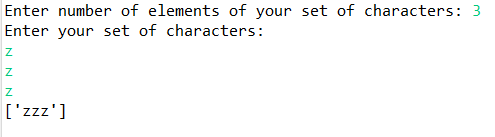 Enter number of elements of your set of characters: 3
Enter your set of characters:
z
z
z
['zzz']